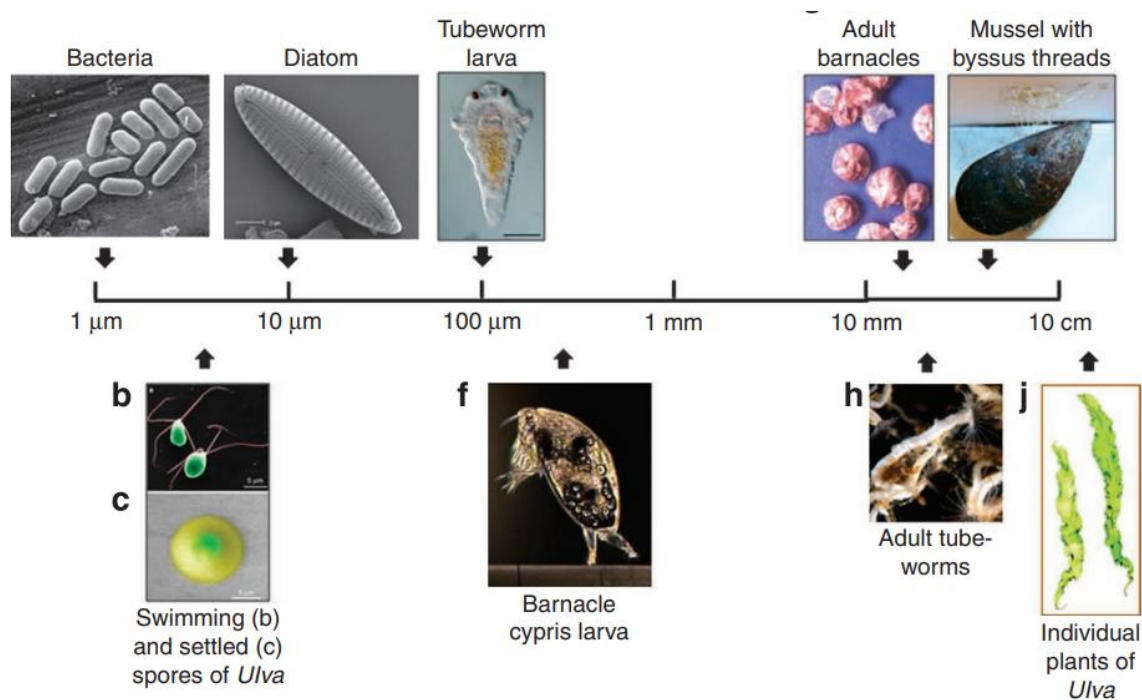 Bacteria
Diatom
Tubeworm
larva
Adult
barnacles
Mussel with
byssus threads
1 μm
10 μm
100 μm
1 mm
10 mm
10 cm
b
c
Swimming (b)
and settled (c)
spores of Ulva
f
Barnacle
cypris larva
h
Adult tube-
worms
j
Individual
plants of
Ulva